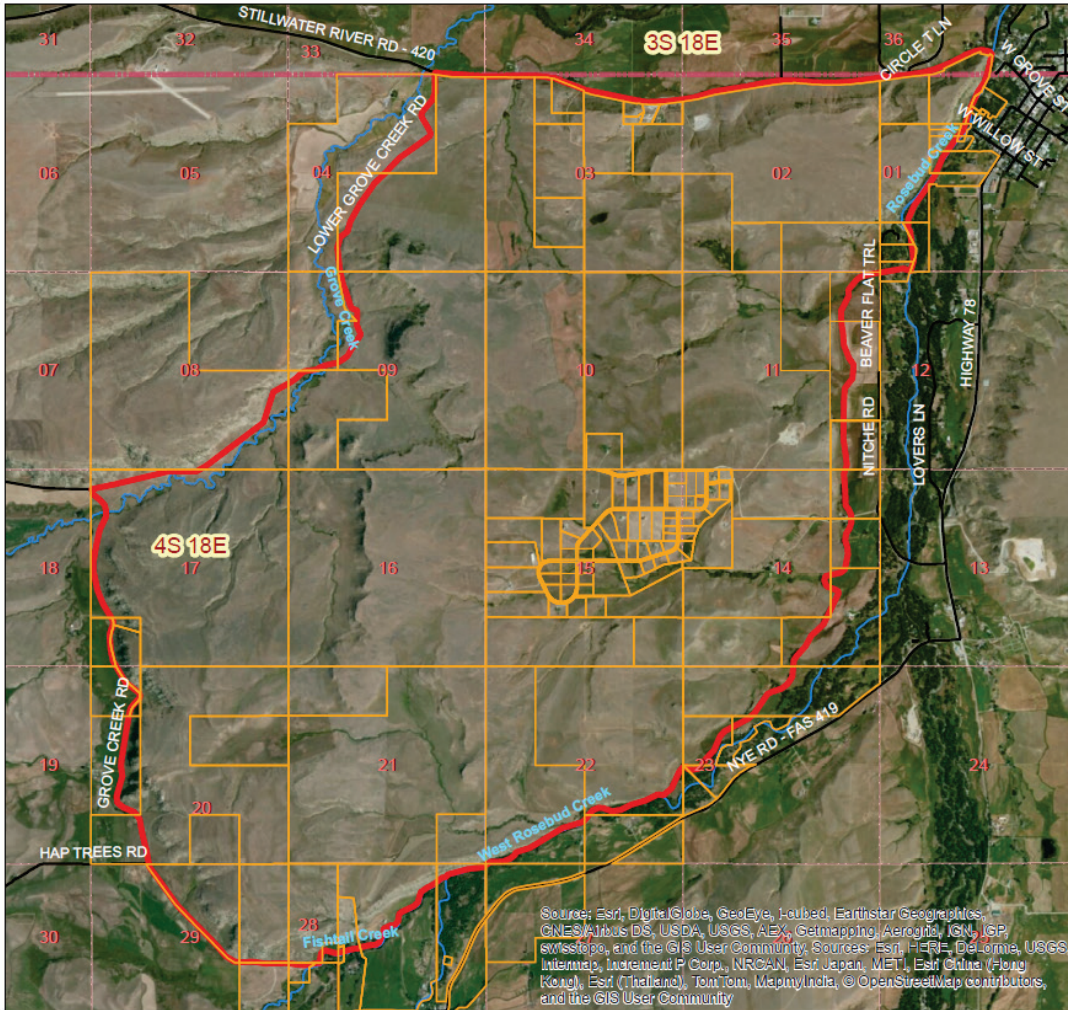 31
32
33
34
35
36
STILLWATER RIVER RD - 420
3S 18E
CIRCLE T LN
W GROVE ST
W WILLOW ST
06
05
04
03
02
01
LOWER GROVE CREEK RD
Rosebud Creek
Grove Creek
BEAVER FLAT TRL
HIGHWAY 78
07
08
09
10
11
12
NITCHE RD
LOVERS LN
4S 18E
18
17
16
15
14
13
GROVE CREEK RD
NYE RD - FAS 419
19
20
21
22
23
24
West Rosebud Creek
HAP TREES RD
30
29
28
Fishtail Creek
Source: Esri, DigitalGlobe, GeoEye, i-cubed, Earthstar Geographics,
CNES/Airbus DS, USDA, USGS, AEX, Getmapping, Aerogrid, IGN, IGP,
swisstopo, and the GIS User Community, Sources: Esri, HERE, DeLorme, USGS,
Intermap, increment P Corp., NRCAN, Esri Japan, METI, Esri China (Hong
Kong), Esri (Thailand), TomTom, MapmyIndia, © OpenStreetMap contributors,
and the GIS User Community